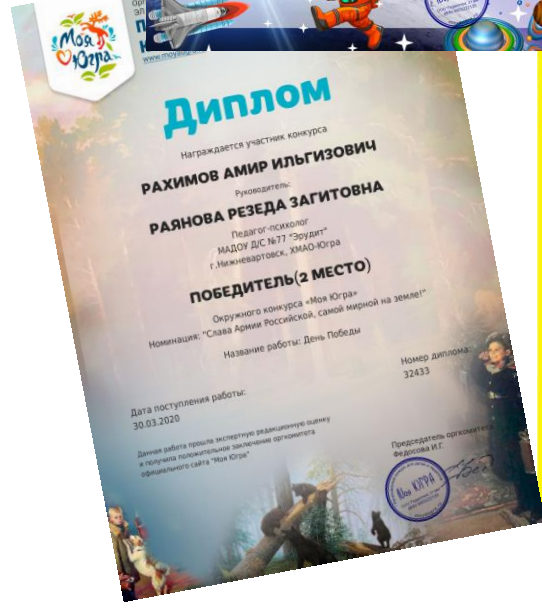 Моя
Югра
www.moyau
Диплом
Награждается участник конкурса
РАХИМОВ АМИР ИЛЬГИЗОВИЧ
Руководитель:
РАЯНОВА РЕЗЕДА ЗАГИТОВНА
Педагог-психолог
МАДОУ Д/С №77 "Эрудит"
г.Нижневартовск, ХМАО-Югра
ПОБЕДИТЕЛЬ(2 МЕСТО)
Окружного конкурса «Моя Югра»
Номинация: "Слава Армии Российской, самой мирной на земле!"
Название работы: День Победы
Дата поступления работы:
30.03.2020
Номер диплома:
32433
Данная работа прошла экспертную редакционную оценку
и получила положительное заключение оргкомитета
официального сайта "Моя Югра"
Председатель оргкомитета
Федосова И.Г.
Моя ЮГРА